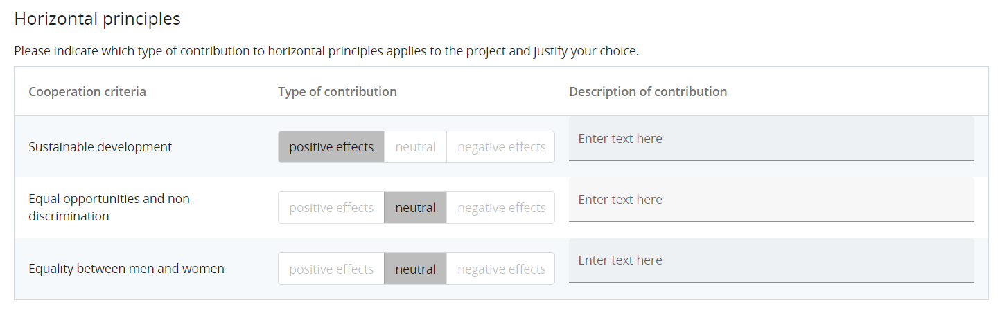 Horizontal principles
Please indicate which type of contribution to horizontal principles applies to the project and justify your choice.
Cooperation criteria Type of contribution Description of contribution
Sustainable development positive effects neutral negative effects Enter text here
Equal opportunities and non-
discrimination positive effects neutral negative effects Enter text here
Equality between men and women positive effects neutral negative effects Enter text here